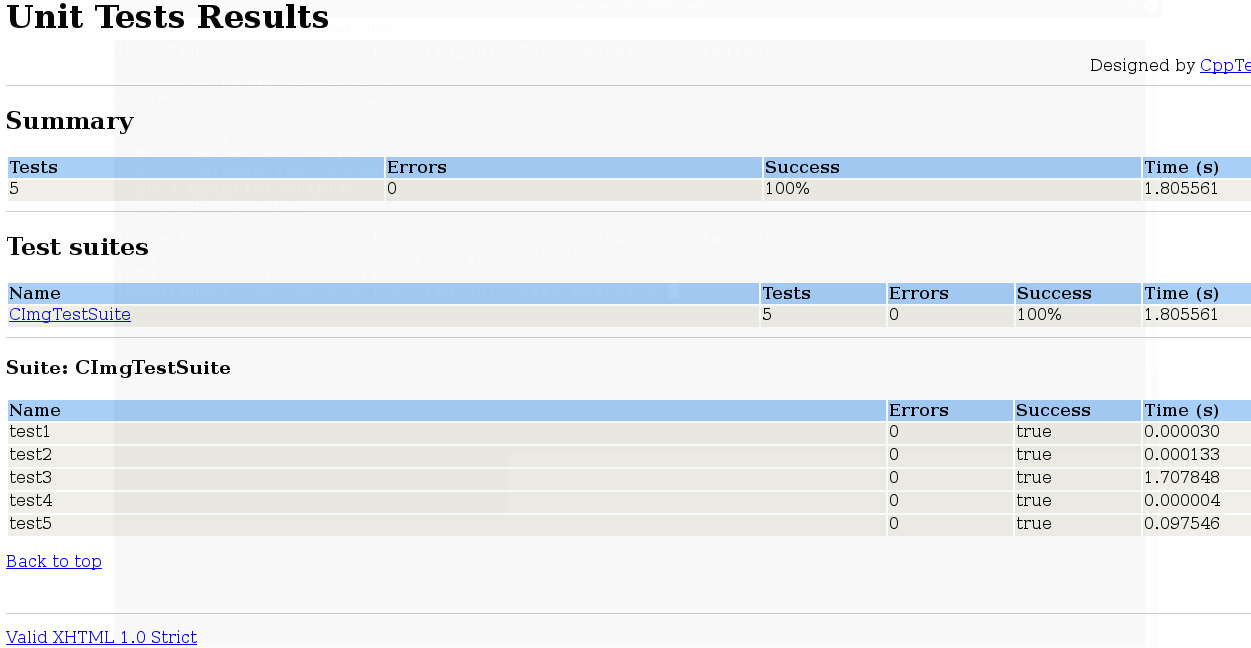 Unit Tests Results
Designed by CppTe
Summary
Tests Errors Success Time (s)
5 0 100% 1.805561
Test suites
Name Tests Errors Success Time (s)
CImgTestSuite 5 0 100% 1.805561
Suite: CImgTestSuite
Name Errors Success Time (s)
test1 0 true 0.000030
test2 0 true 0.000133
test3 0 true 1.707848
test4 0 true 0.000004
test5 0 true 0.097546
Back to top
Valid XHTML 1.0 Strict